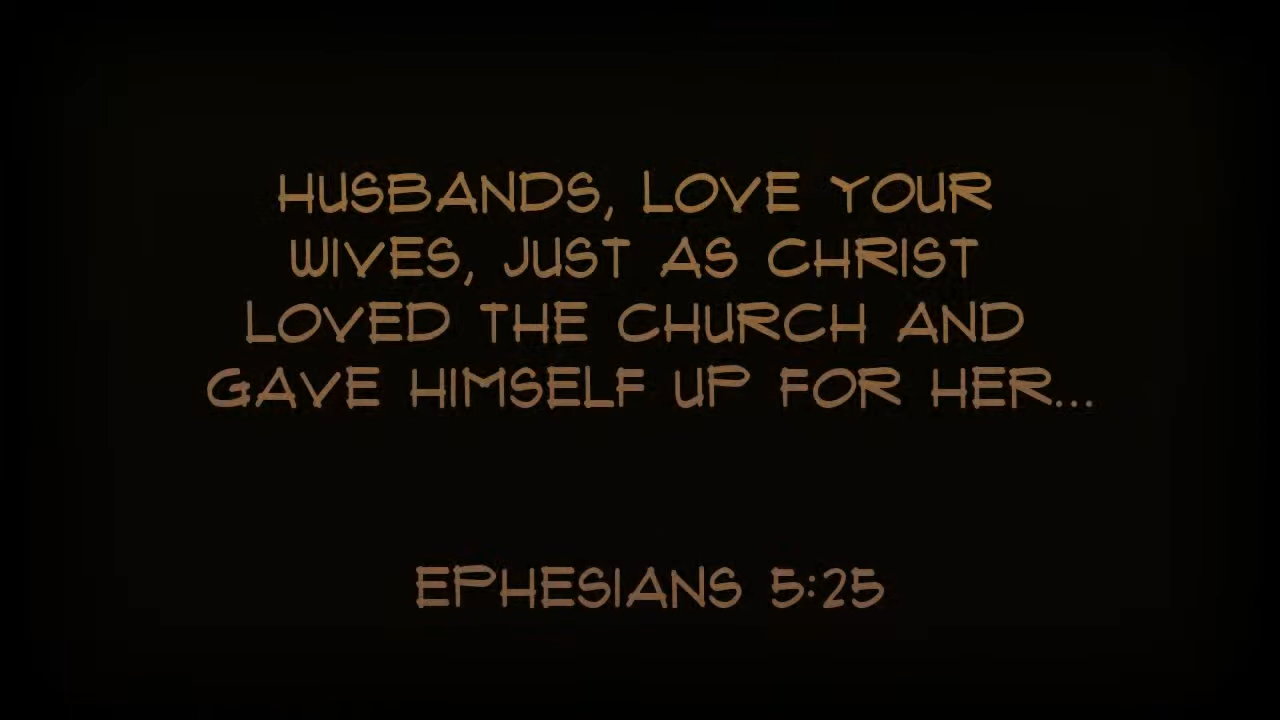 HUSBANDS, LOVE YOUR
WIVES, JUST AS CHRIST
LOVED THE CHURCH AND
GAVE HIMSELF UP FOR HER...
EPHESIANS 5:25